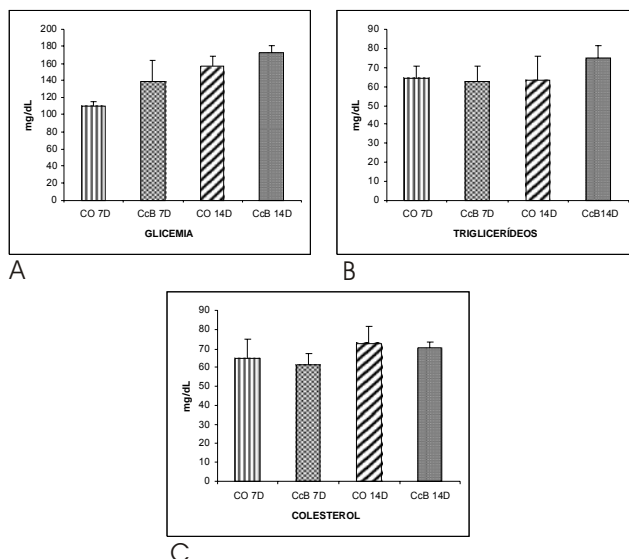 200
180
160
140
120
100
80
60
40
20
0
mg/dL
CO 7D CcB 7D CO 14D CcB 14D
GLICEMIA
A
90
80
70
60
50
40
30
20
10
0
mg/dL
CO 7D CcB 7D CO 14D CcB14D
TRIGLICERÍDEOS
B
90
80
70
60
50
40
30
20
10
0
mg/dL
CO 7D CcB 7D CO 14D CcB 14D
COLESTEROL
C